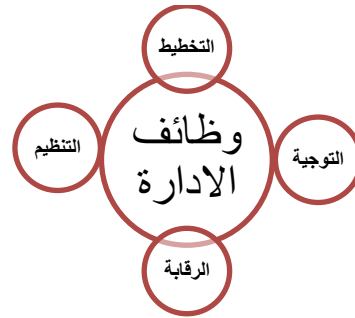 التخطيط
وظائف
الادارة
التوجية
التنظيم
الرقابة